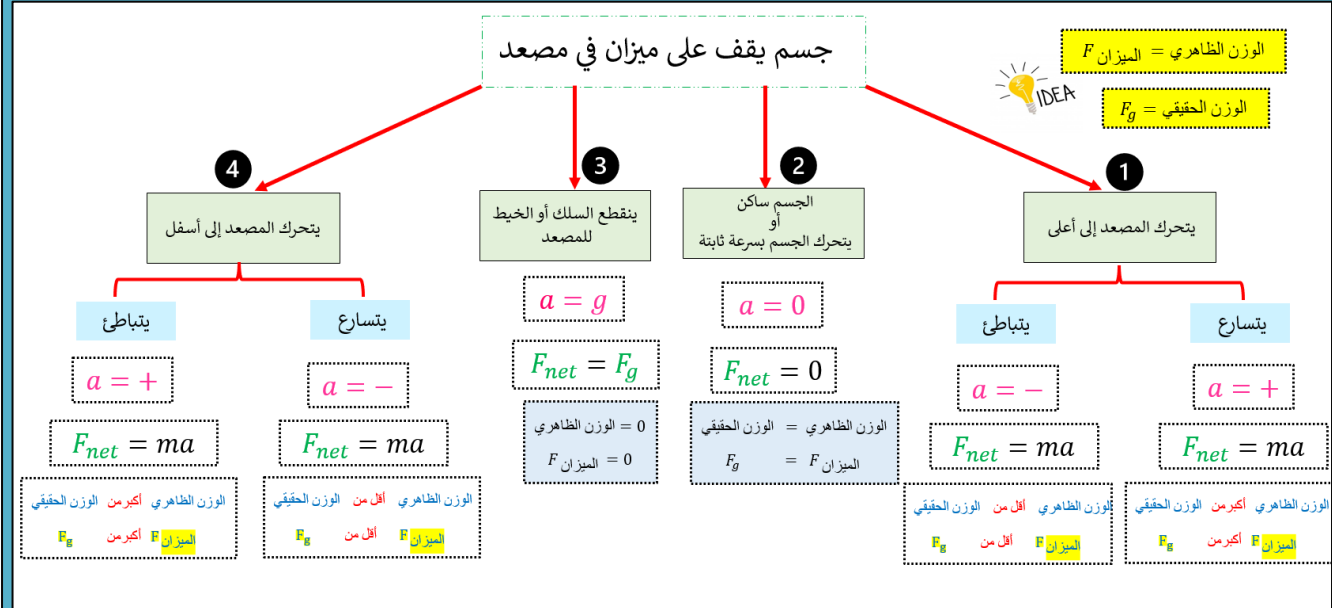 جسم يقف على ميزان في مصعد
الوزن الظاهري = F الميزان
IDEA
الوزن الحقيقي = Fg
1
يتحرك المصعد إلى أعلى
يتسارع
a = +
Fnet = ma
الوزن الظاهري أكبر من الوزن الحقيقي
F الميزان أكبر من Fg
يتباطئ
a = −
Fnet = ma
الوزن الظاهري أقل من الوزن الحقيقي
F الميزان أقل من Fg
2
الجسم ساكن
أو
يتحرك الجسم بسرعة ثابتة
a = 0
Fnet = 0
الوزن الظاهري = الوزن الحقيقي
F الميزان = Fg
3
ينقطع السلك أو الخيط
للمصعد
a = g
Fnet = Fg
الوزن الظاهري = 0
F الميزان = 0
4
يتحرك المصعد إلى أسفل
يتسارع
a = −
Fnet = ma
الوزن الظاهري أقل من الوزن الحقيقي
F الميزان أقل من Fg
يتباطئ
a = +
Fnet = ma
الوزن الظاهري أكبر من الوزن الحقيقي
F الميزان أكبر من Fg